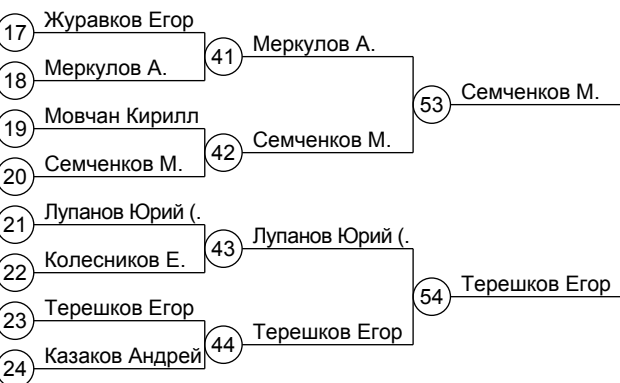 17 Журавков Егор
41 Меркулов А.
18 Меркулов А.
53 Семченков М.
19 Мовчан Кирилл
42 Семченков М.
20 Семченков М.
21 Лупанов Юрий (.
43 Лупанов Юрий (.
22 Колесников Е.
54 Терешков Егор
23 Терешков Егор
44 Терешков Егор
24 Казаков Андрей